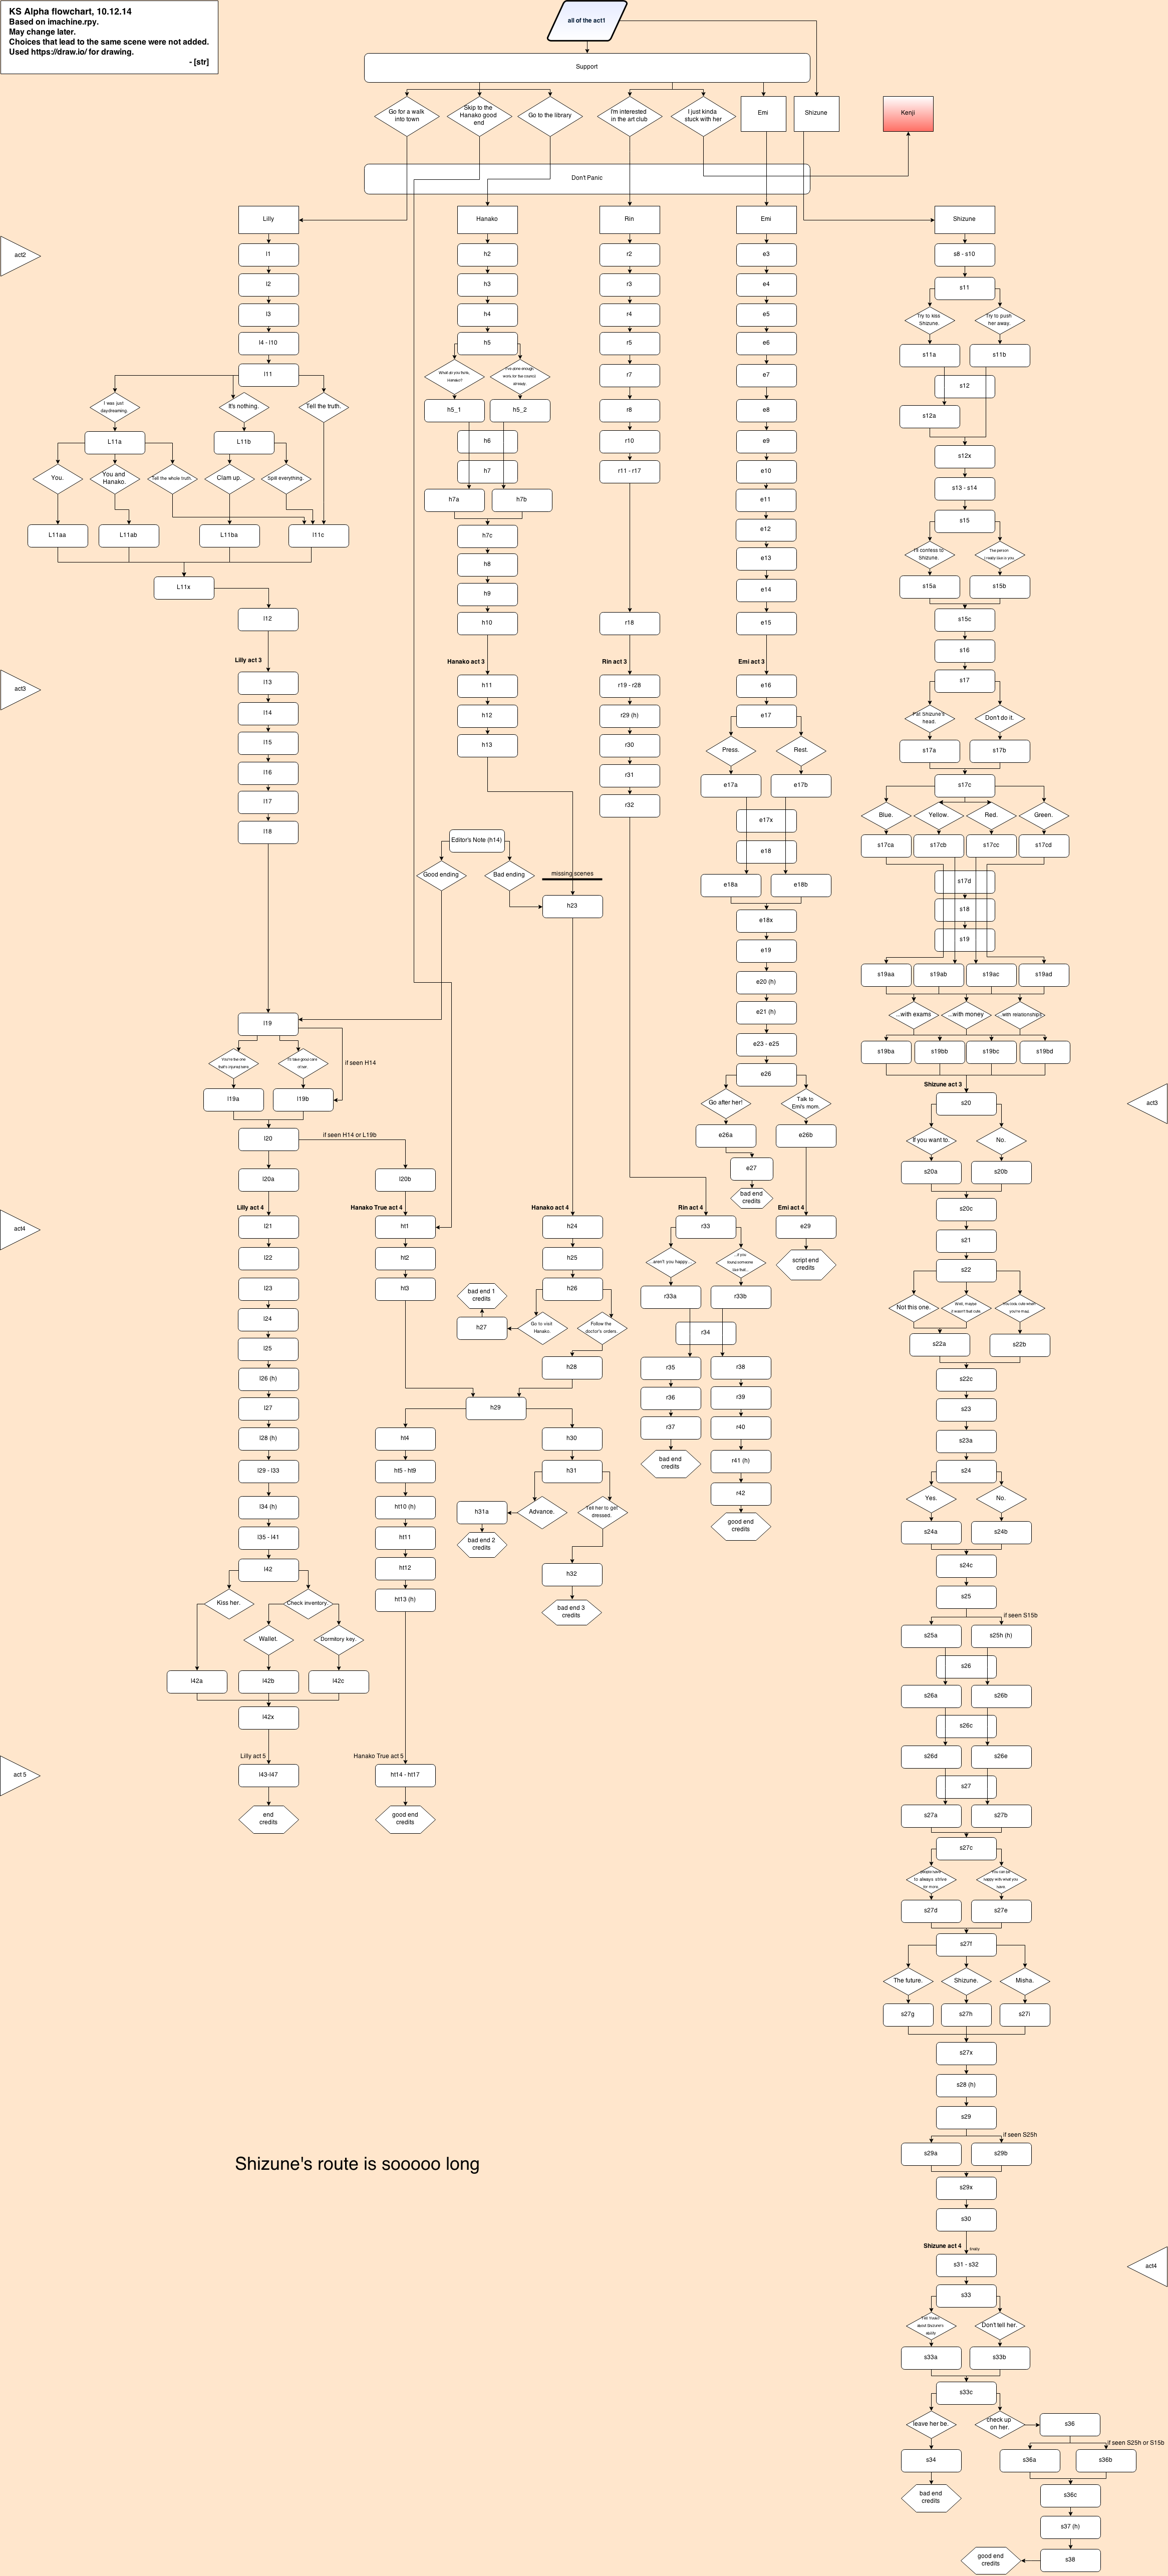 KS Alpha flowchart, 10.12.14
Based on imachine.rpy.
May change later.
Choices that lead to the same scene were not added.
Used https://draw.io/ for drawing.
- [str]
all of the act1
Support
Go for a walk
into town
Skip to the
Hanako good
end
Go to the library
I'm interested
in the art club
I just kinda
stuck with her
Emi
Shizune
Kenji
Don't Panic
Lilly
Hanako
Rin
Emi
Shizune
act2
l1
l2
l3
l4 - l10
l11
I was just
daydreaming
It's nothing.
Tell the truth.
L11a
L11b
You.
You and
Hanako.
Tell the whole truth.
Clam up.
Spill everything.
L11aa
L11ab
L11ba
l11c
L11x
l12
Lilly act 3
act3
l13
l14
l15
l16
l17
l18
l19
You're the one
that's injured here.
I'll take good care
of her.
if seen H14
l19a
l19b
l20
if seen H14 or L19b
l20a
l20b
Lilly act 4
act4
l21
l22
l23
l24
l25
l26 (h)
l27
l28 (h)
l29 - l33
l34 (h)
l35 - l41
l42
Kiss her.
Check inventory
Wallet.
Dormitory key.
l42a
l42b
l42c
l42x
Lilly act 5
act 5
l43-l47
end
credits
Hanako True act 4
ht1
ht2
ht3
ht4
ht5 - ht9
ht10 (h)
ht11
ht12
ht13 (h)
Hanako True act 5
ht14 - ht17
good end
credits
h2
h3
h4
h5
What do you think,
Hanako?
I've done enough
work for the council
already.
h5_1
h5_2
h6
h7
h7a
h7b
h7c
h8
h9
h10
Hanako act 3
h11
h12
h13
Editor's Note (h14)
Good ending
Bad ending
missing scenes
h23
Hanako act 4
h24
h25
h26
bad end 1
credits
h27
Go to visit
Hanako.
Follow the
doctor's orders.
h28
h29
h30
h31
h31a
Advance.
Tell her to get
dressed.
bad end 2
credits
h32
bad end 3
credits
r2
r3
r4
r5
r7
r8
r10
r11 - r17
r18
Rin act 3
r19 - r28
r29 (h)
r30
r31
r32
Rin act 4
r33
aren't you happy.
...if you
found someone
like that.
r33a
r33b
r34
r35
r38
r36
r39
r37
r40
bad end
credits
r41 (h)
r42
good end
credits
e3
e4
e5
e6
e7
e8
e9
e10
e11
e12
e13
e14
e15
Emi act 3
e16
e17
Press.
Rest.
e17a
e17b
e17x
e18
e18a
e18b
e18x
e19
e20 (h)
e21 (h)
e23 - e25
e26
Go after her!
Talk to
Emi's mom.
e26a
e26b
e27
bad end
credits
Emi act 4
e29
script end
credits
s8 - s10
s11
Try to kiss
Shizune.
Try to push
her away.
s11a
s11b
s12
s12a
s12x
s13 - s14
s15
I'll confess to
Shizune.
The person
I really love is you.
s15a
s15b
s15c
s16
s17
Pat Shizune's
head.
Don't do it.
s17a
s17b
s17c
Blue.
Yellow.
Red.
Green.
s17ca
s17cb
s17cc
s17cd
s17d
s18
s19
s19aa
s19ab
s19ac
s19ad
...with exams
...with money
...with relationships
s19ba
s19bb
s19bc
s19bd
Shizune act 3
act3
s20
If you want to.
No.
s20a
s20b
s20c
s21
s22
Not this one.
Well, maybe
it wasn't that cute.
You look cute when
you're mad.
s22a
s22b
s22c
s23
s23a
s24
Yes.
No.
s24a
s24b
s24c
s25
if seen S15b
s25a
s25h (h)
s26
s26a
s26b
s26c
s26d
s26e
s27
s27a
s27b
s27c
people have
to always strive
for more.
You can be
happy with what you
have.
s27d
s27e
s27f
The future.
Shizune.
Misha.
s27g
s27h
s27i
s27x
s28 (h)
s29
if seen S25h
s29a
s29b
s29x
s30
Shizune's route is sooooo long
Shizune act 4
finally
act4
s31 - s32
s33
about Shizune's
Don't tell her.
s33a
s33b
s33c
leave her be.
check up
on her.
s36
if seen S25h or S15b
s34
s36a
s36b
bad end
credits
s36c
s37 (h)
good end
credits
s38